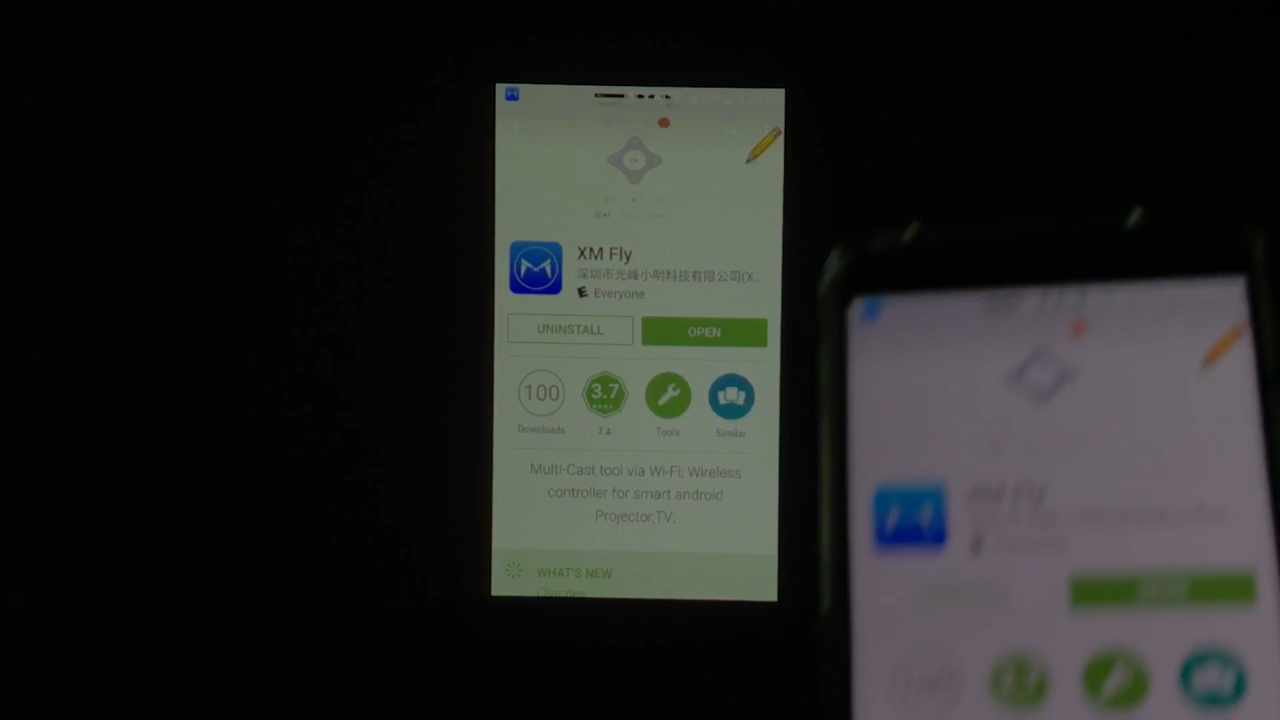 XM Fly
深圳市光峰小明科技有限公司(X..
E Everyone
UNINSTALL
OPEN
100
3.7
Downloads
3
Tools
Similar
Multi-Cast tool via Wi-Fi; Wireless
controller for smart android
Projector,TV;
WHAT'S NEW
Changes